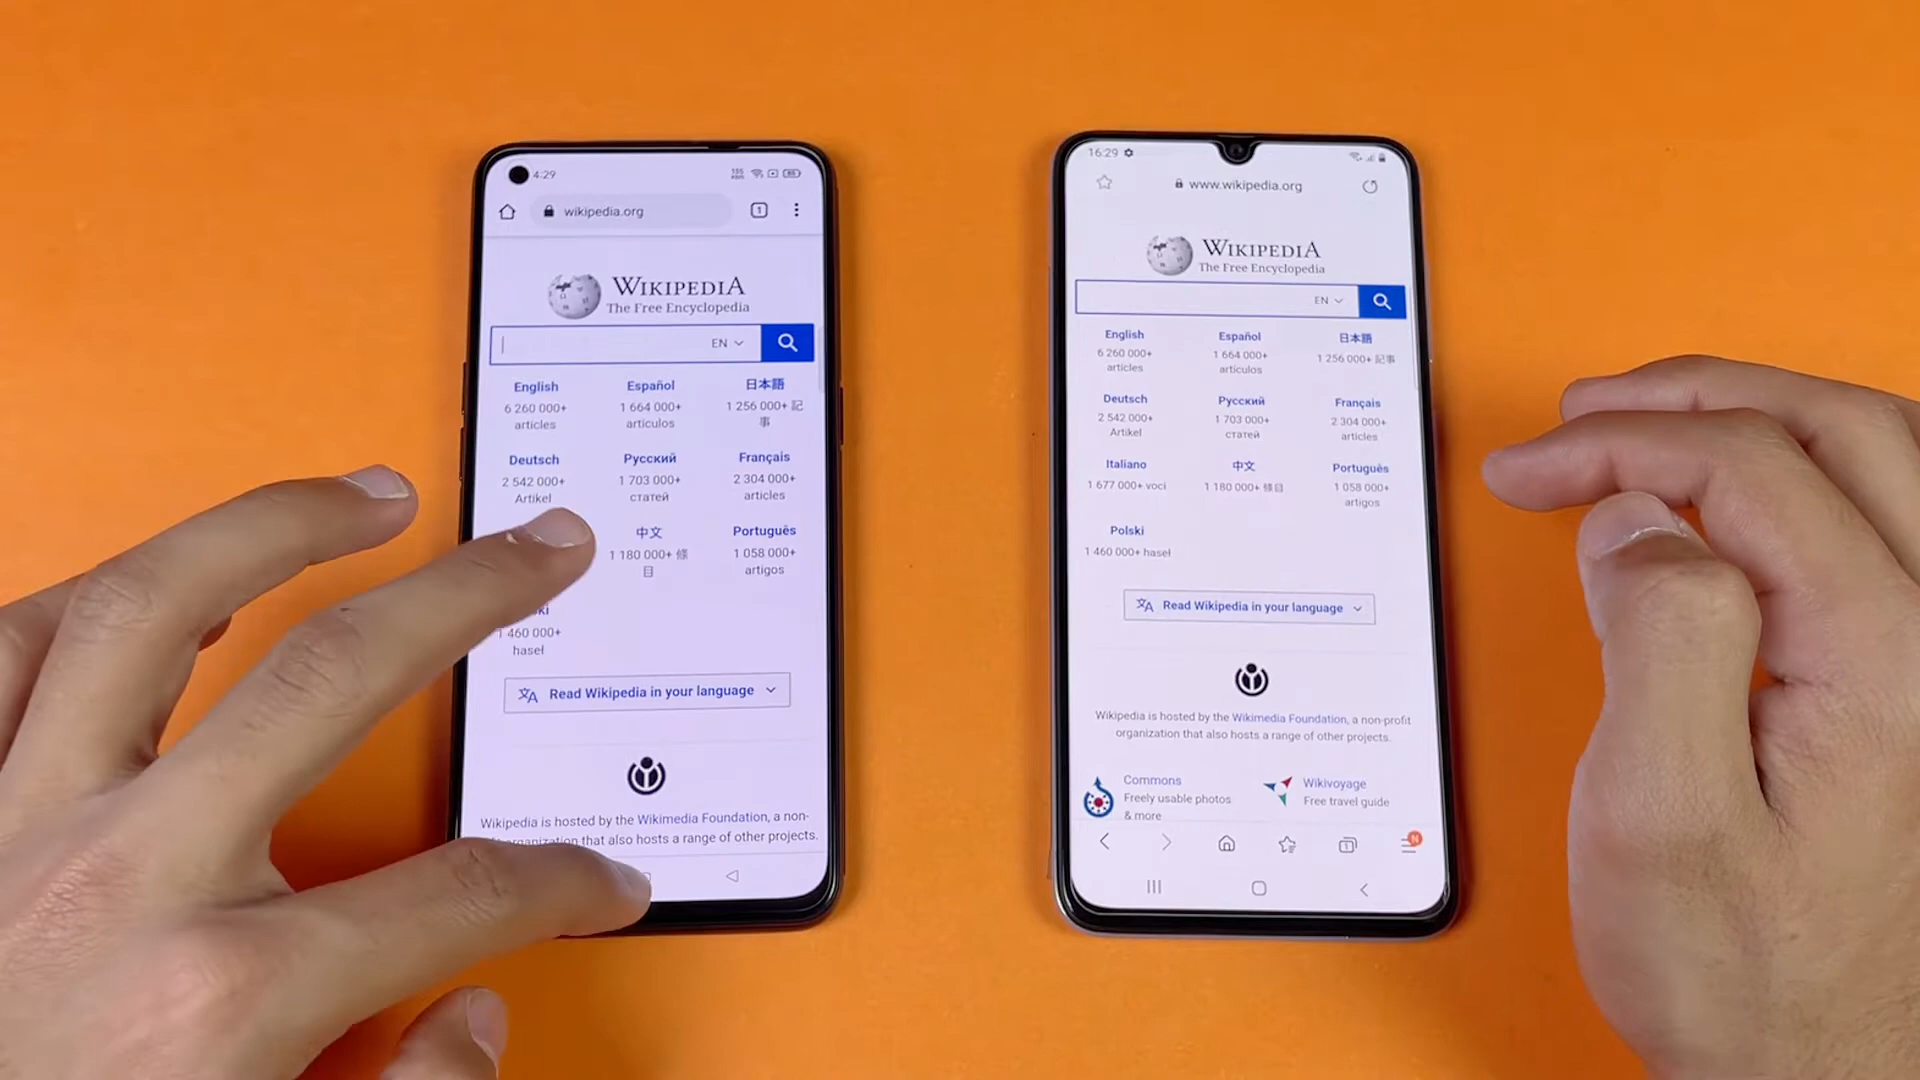 4:29
wikipedia.org
1
WIKIPEDIA
The Free Encyclopedia
EN
English
6 260 000+
articles
Español
1 664 000+
artículos
日本語
1 256 000+ 記
事
Deutsch
2 542 000+
Artikel
Русский
1 703 000+
статей
Français
2 304 000+
articles
中文
1 180 000+ 條
目
Português
1 058 000+
artigos
1 460 000+
haseł
Read Wikipedia in your language
Wikipedia is hosted by the Wikimedia Foundation, a non-
organization that also hosts a range of other projects.
16:29
www.wikipedia.org
WIKIPEDIA
The Free Encyclopedia
EN
English
6 260 000+
articles
Español
1 664 000+
artículos
日本語
1 256 000+ 記事
Deutsch
2 542 000+
Artikel
Русский
1 703 000+
статей
Français
2 304 000+
articles
Italiano
1 677 000+ voci
中文
1 180 000+ 條目
Português
1 058 000+
artigos
Polski
1 460 000+ haseł
Read Wikipedia in your language
Wikipedia is hosted by the Wikimedia Foundation, a non-profit
organization that also hosts a range of other projects.
Commons
Freely usable photos
& more
Wikivoyage
Free travel guide
1
N